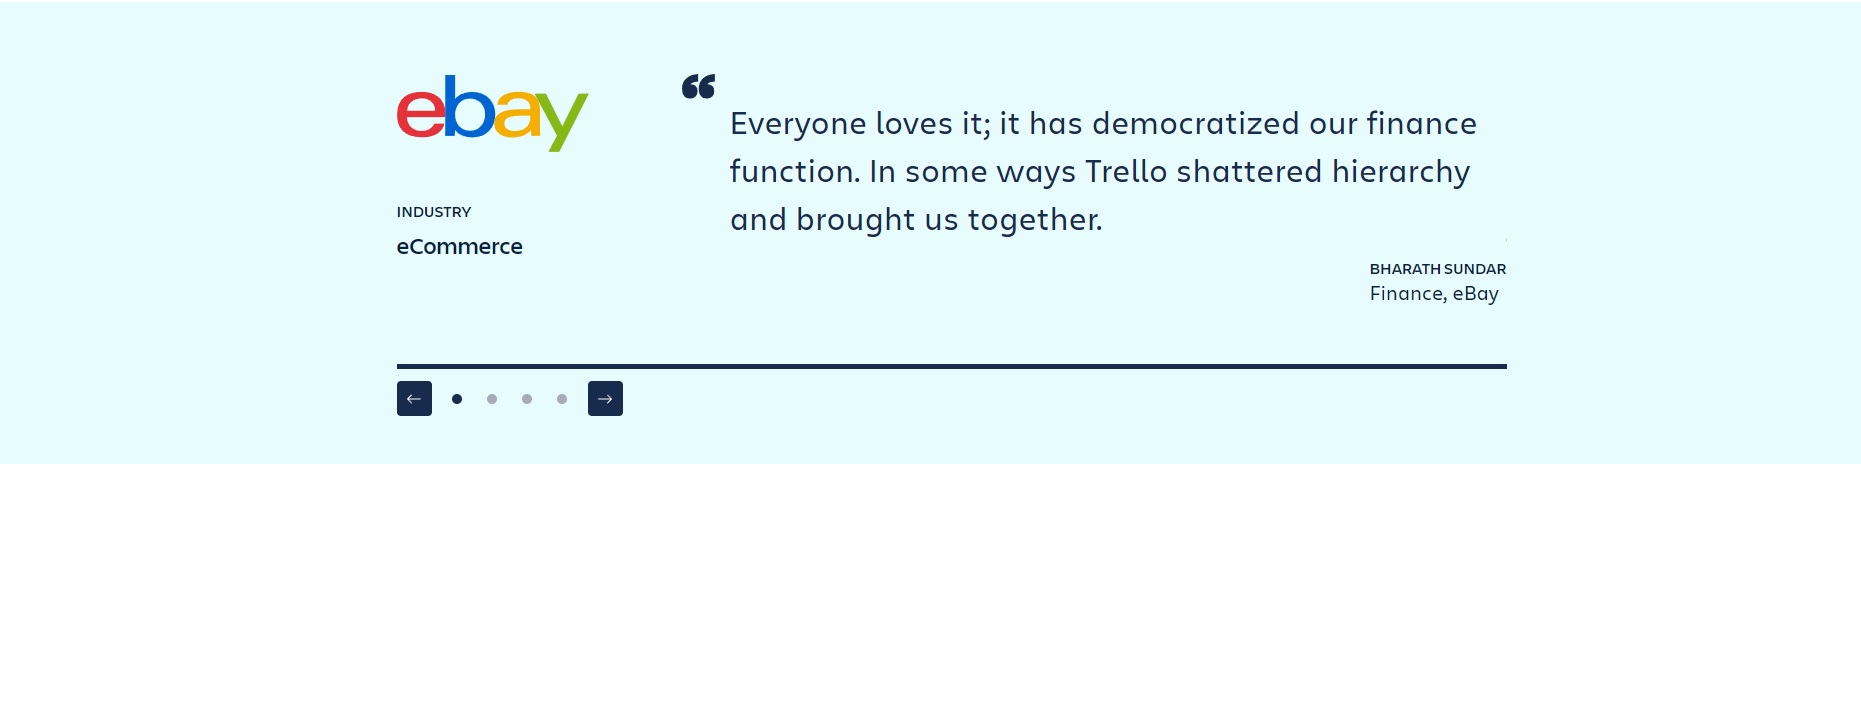 ebay
INDUSTRY
eCommerce
“
Everyone loves it; it has democratized our finance
function. In some ways Trello shattered hierarchy
and brought us together.
BHARATH SUNDAR
Finance, eBay